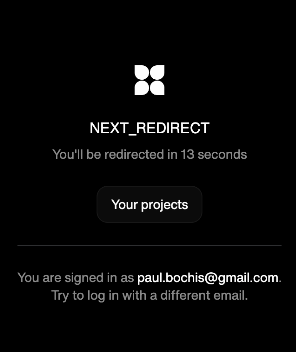 NEXT_REDIRECT
You'll be redirected in 13 seconds
Your projects
You are signed in as paul.bochis@gmail.com.
Try to log in with a different email.